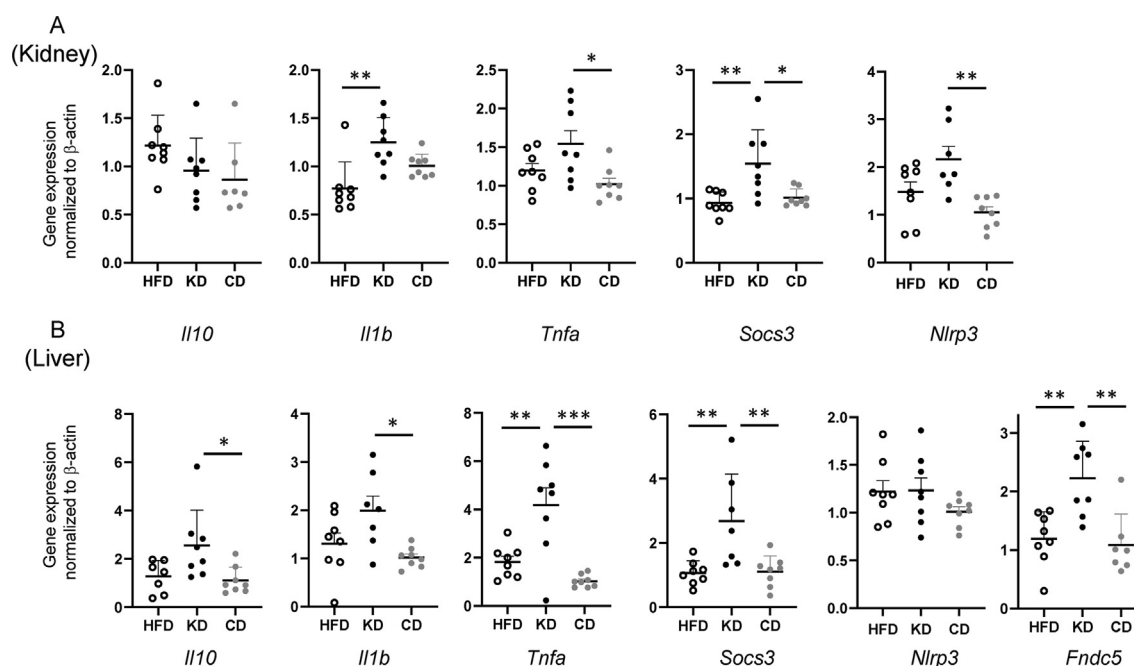 A
(Kidney)
Gene expression
normalized to β-actin
2.0
1.5
1.0
0.5
0.0
HFD KD CD
Il10
2.0
1.5
1.0
0.5
0.0
**
HFD KD CD
Il1b
2.5
2.0
1.5
1.0
0.5
0.0
*
HFD KD CD
Tnfa
3
2
1
0
** *
HFD KD CD
Socs3
4
3
2
1
0
**
HFD KD CD
Nlrp3
B
(Liver)
Gene expression
normalized to β-actin
8
6
4
2
0
*
HFD KD CD
Il10
4
3
2
1
0
*
HFD KD CD
Il1b
8
6
4
2
0
** ***
HFD KD CD
Tnfa
6
4
2
0
** **
HFD KD CD
Socs3
2.0
1.5
1.0
0.5
0.0
HFD KD CD
Nlrp3
3
2
1
0
** **
HFD KD CD
Fndc5